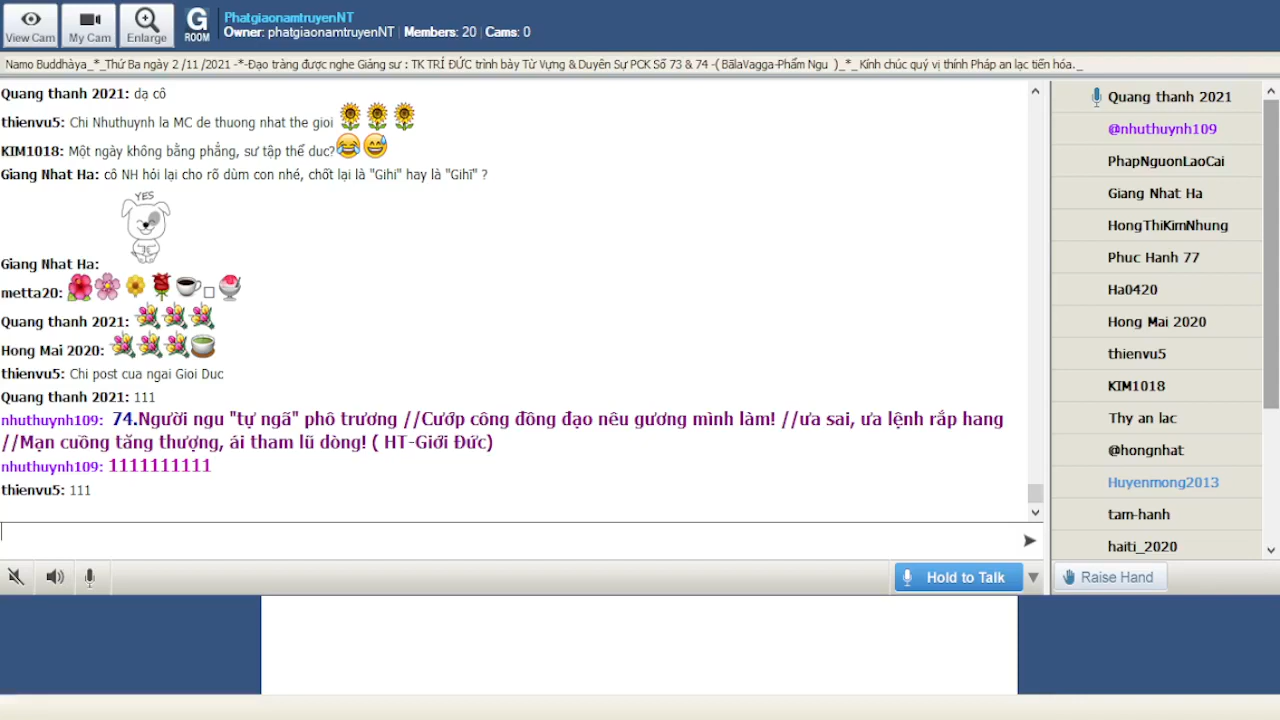 View Cam
My Cam
Enlarge
G
ROOM
PhatgiaonamtruyenNT
Owner: phatgiaonamtruyenNT | Members: 20 | Cams: 0
Namo Buddhàya_*_Thứ Ba ngày 2 /11 /2021 -*-Đạo tràng được nghe Giảng sư : TK TRÍ ĐỨC trình bày Từ Vựng & Duyên Sự PCK Số 73 & 74 -( BālaVagga-Phẩm Ngu )_*_ Kính chúc quý vị thính Pháp an lạc tiến hóa._
Quang thanh 2021: dạ cô
thienvu5: Chi Nhuthuynh la MC de thuong nhat the gioi
KIM1018: Một ngày không bằng phẳng, sư tập thể duc?
Giang Nhat Ha: cô NH hỏi lại cho rõ dùm con nhé, chốt lại là "Gihi" hay là "Gihī" ?
YES
Giang Nhat Ha:
metta20:
Quang thanh 2021:
Hong Mai 2020:
thienvu5: Chi post cua ngai Gioi Duc
Quang thanh 2021: 111
nhuthuynh109: 74.Người ngu "tự ngã" phô trương //Cướp công đồng đạo nêu gương mình làm! //ưa sai, ưa lệnh rắp hang
//Mạn cuồng tăng thượng, ái tham lũ dòng! ( HT-Giới Đức)
nhuthuynh109: 1111111111
thienvu5: 111
Hold to Talk
Quang thanh 2021
@nhuthuynh109
PhapNguonLaoCai
Giang Nhat Ha
HongThiKimNhung
Phuc Hanh 77
Ha0420
Hong Mai 2020
thienvu5
KIM1018
Thy an lac
@hongnhat
Huyenmong2013
tam-hanh
haiti_2020
Raise Hand